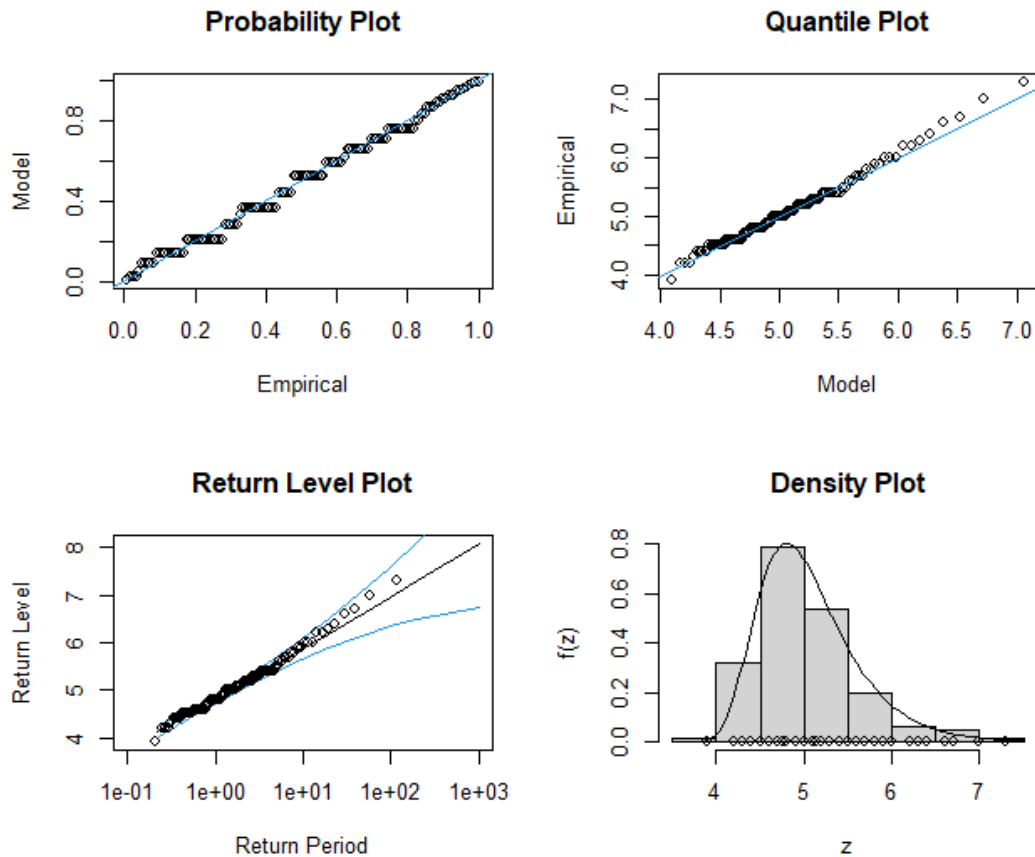 Probability Plot
Model
0.0 0.4 0.8
0.0 0.2 0.4 0.6 0.8 1.0
Empirical
Quantile Plot
Empirical
4.0 5.0 6.0 7.0
4.0 4.5 5.0 5.5 6.0 6.5 7.0
Model
Return Level Plot
Return Level
4 5 6 7 8
1e-01 1e+00 1e+01 1e+02 1e+03
Return Period
Density Plot
f(z)
0.0 0.2 0.4 0.6 0.8
4 5 6 7
z